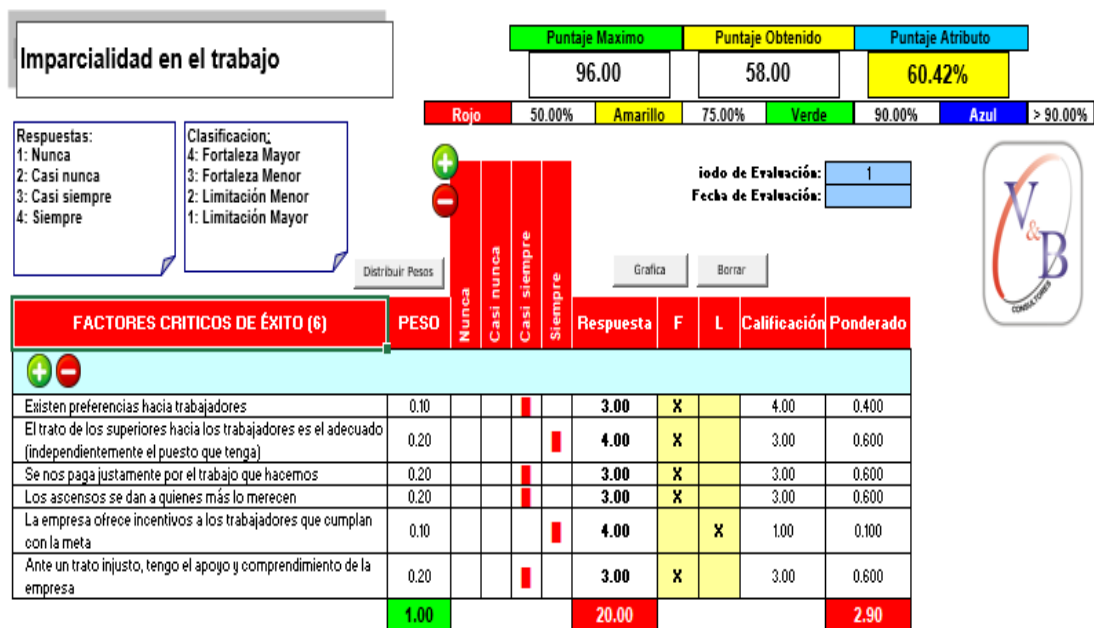 Imparcialidad en el trabajo
Puntaje Maximo Puntaje Obtenido Puntaje Atributo
96.00 58.00 60.42%
Rojo 50.00% Amarillo 75.00% Verde 90.00% Azul > 90.00%
Respuestas:
1: Nunca
2: Casi nunca
3: Casi siempre
4: Siempre
Clasificacion:
4: Fortaleza Mayor
3: Fortaleza Menor
2: Limitación Menor
1: Limitación Mayor
iodo de Evaluación: 1
Fecha de Evaluación:
V&B
CONSULTORES
Distribuir Pesos
Grafica
Borrar
FACTORES CRITICOS DE ÉXITO (6) PESO Nunca Casi nunca Casi siempre Siempre Respuesta F L Calificación Ponderado
Existen preferencias hacia trabajadores 0.10 3.00 X 4.00 0.400
El trato de los superiores hacia los trabajadores es el adecuado
(independientemente el puesto que tenga) 0.20 4.00 X 3.00 0.600
Se nos paga justamente por el trabajo que hacemos 0.20 3.00 X 3.00 0.600
Los ascensos se dan a quienes más lo merecen 0.20 3.00 X 3.00 0.600
La empresa ofrece incentivos a los trabajadores que cumplan
con la meta 0.10 4.00 X 1.00 0.100
Ante un trato injusto, tengo el apoyo y comprendimiento de la
empresa 0.20 3.00 X 3.00 0.600
1.00 20.00 2.90